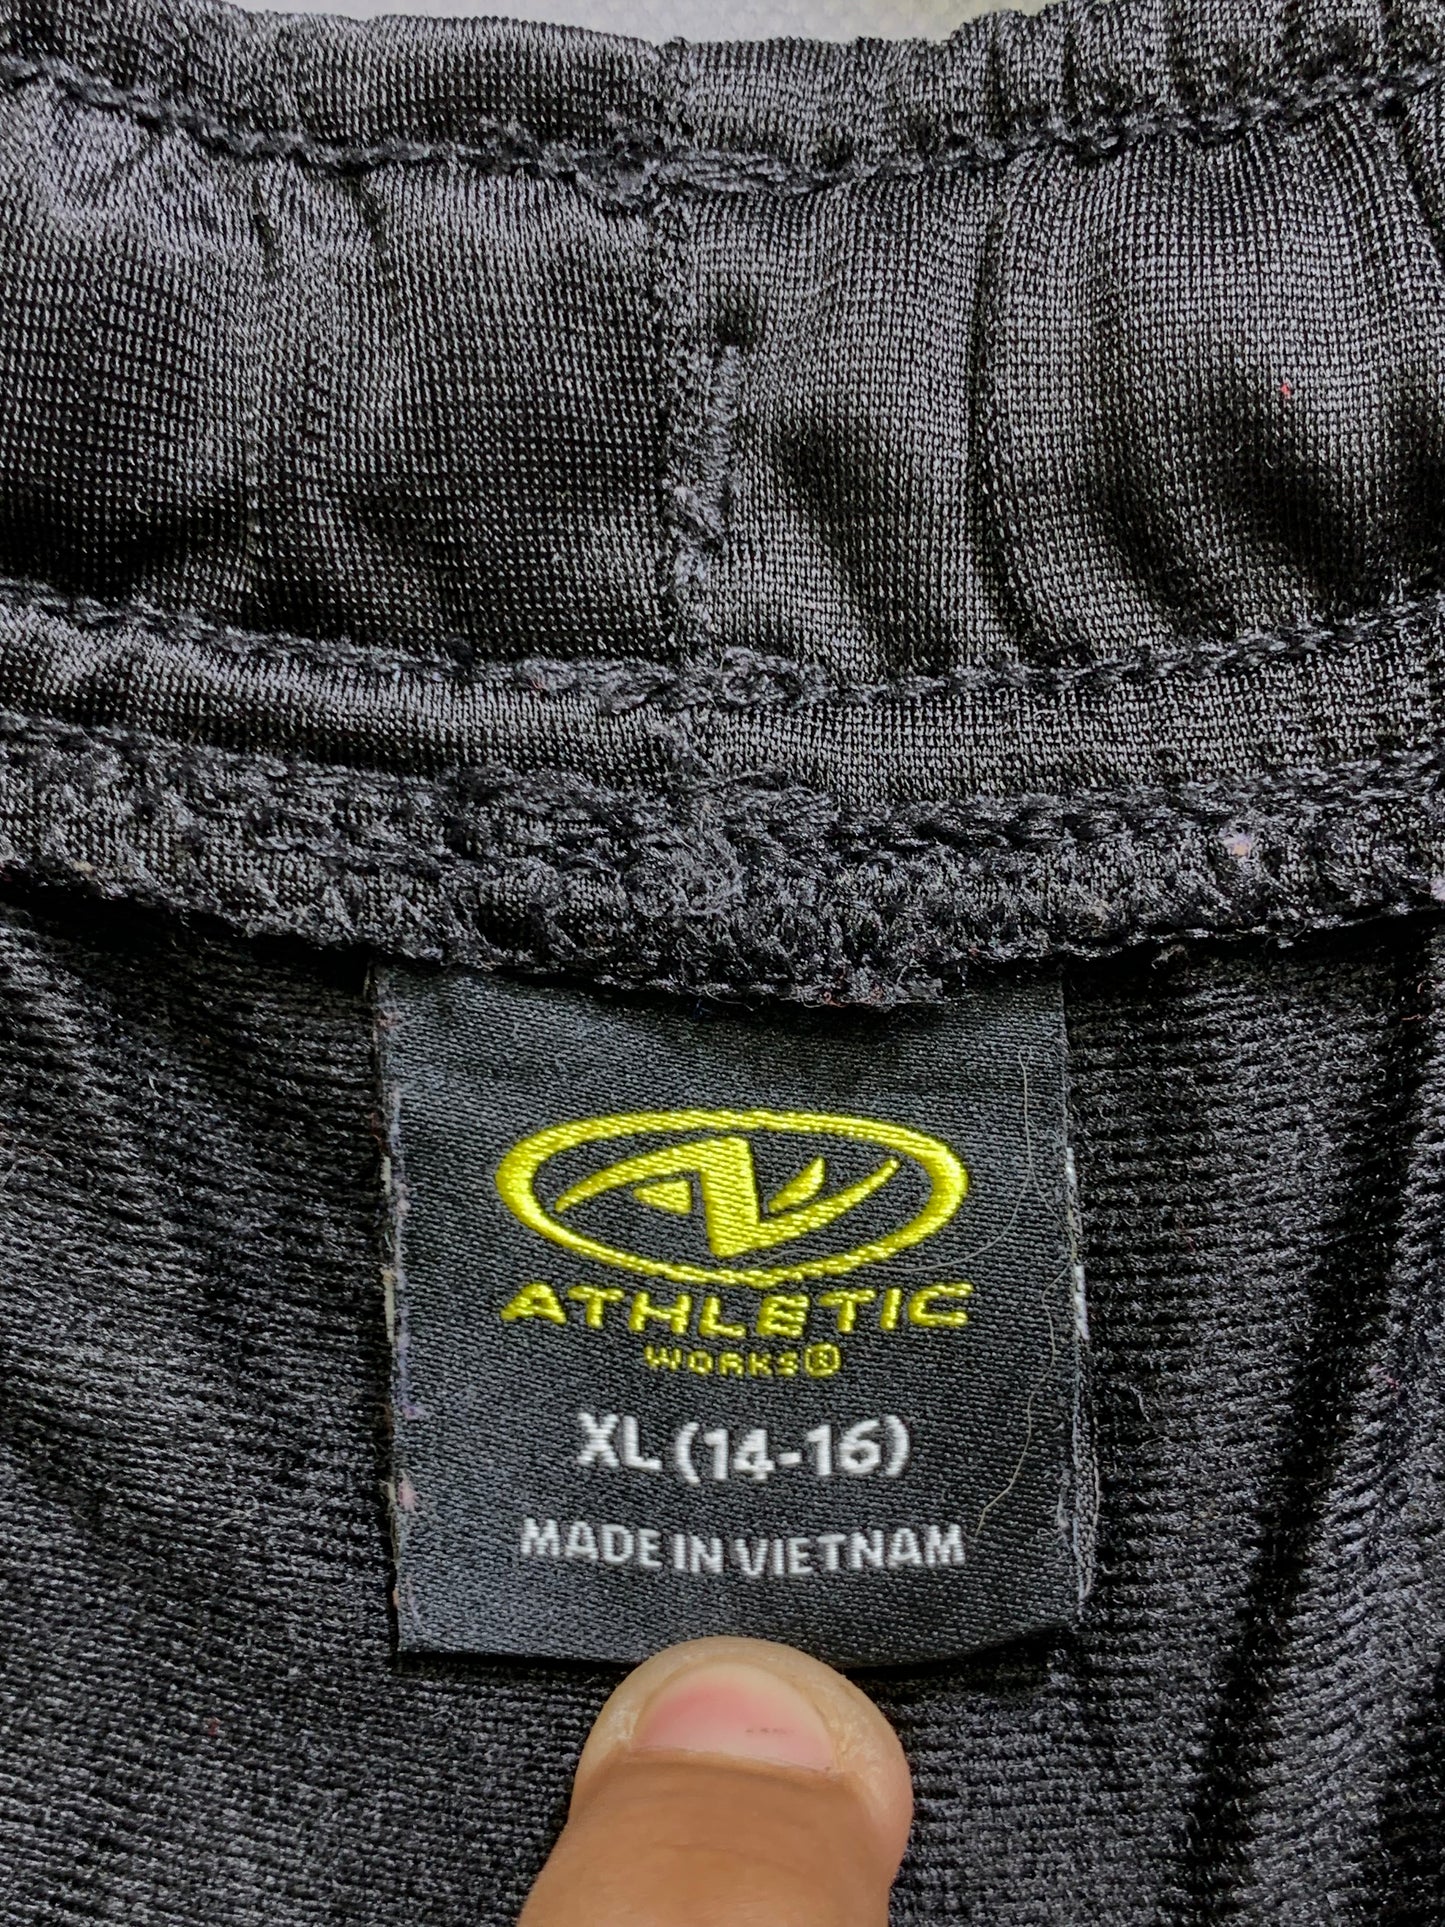 ATHLETIC
WORKS®
XL (14-16)
MADE IN VIETNAM